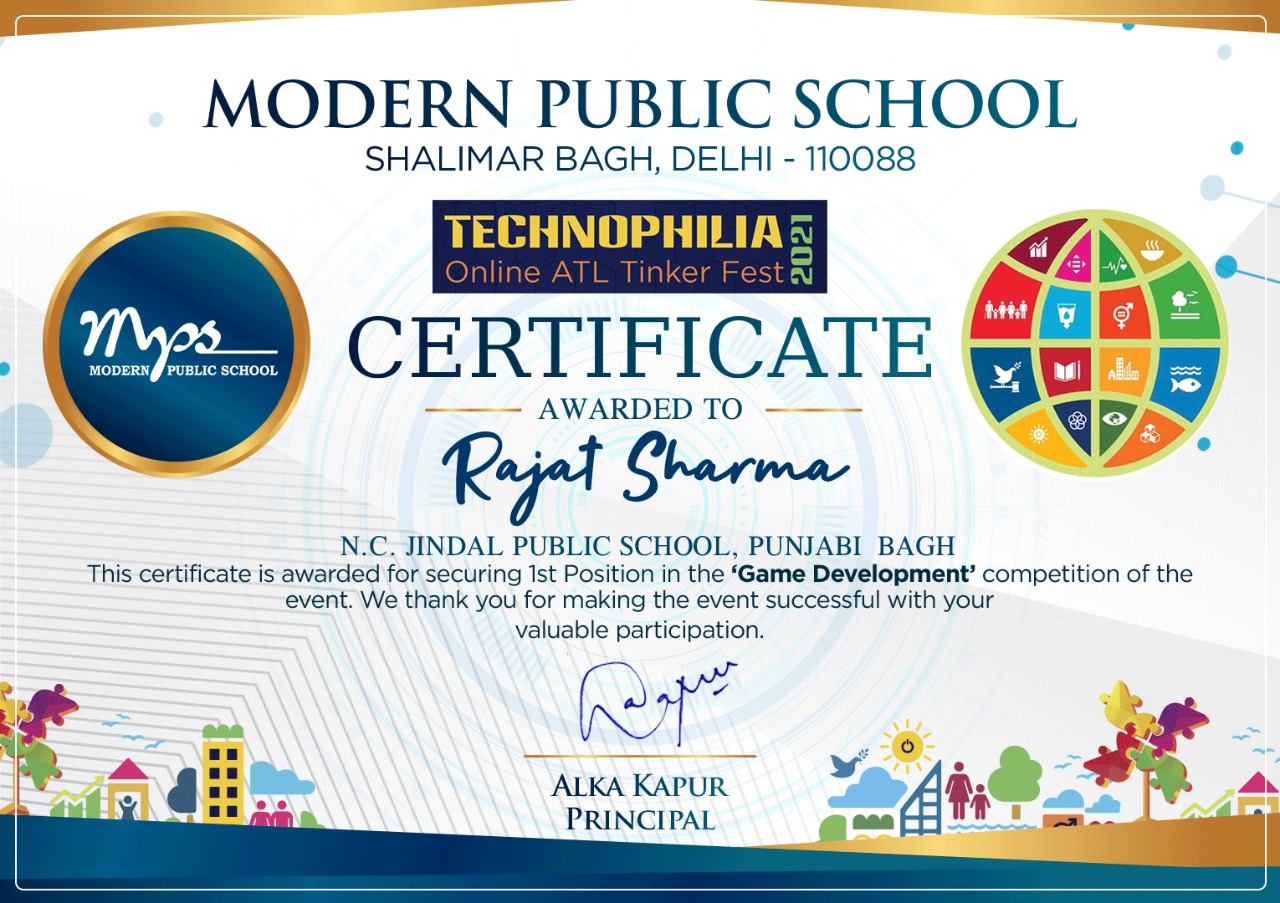 MODERN PUBLIC SCHOOL
SHALIMAR BAGH, DELHI - 110088
TECHNOPHILIA 2021
Online ATL Tinker Fest
Mps
MODERN PUBLIC SCHOOL
CERTIFICATE
AWARDED TO
Rajat Sharma
N.C. JINDAL PUBLIC SCHOOL, PUNJABI BAGH
This certificate is awarded for securing 1st Position in the ‘Game Development’ competition of the
event. We thank you for making the event successful with your
valuable participation.
ALKA KAPUR
PRINCIPAL